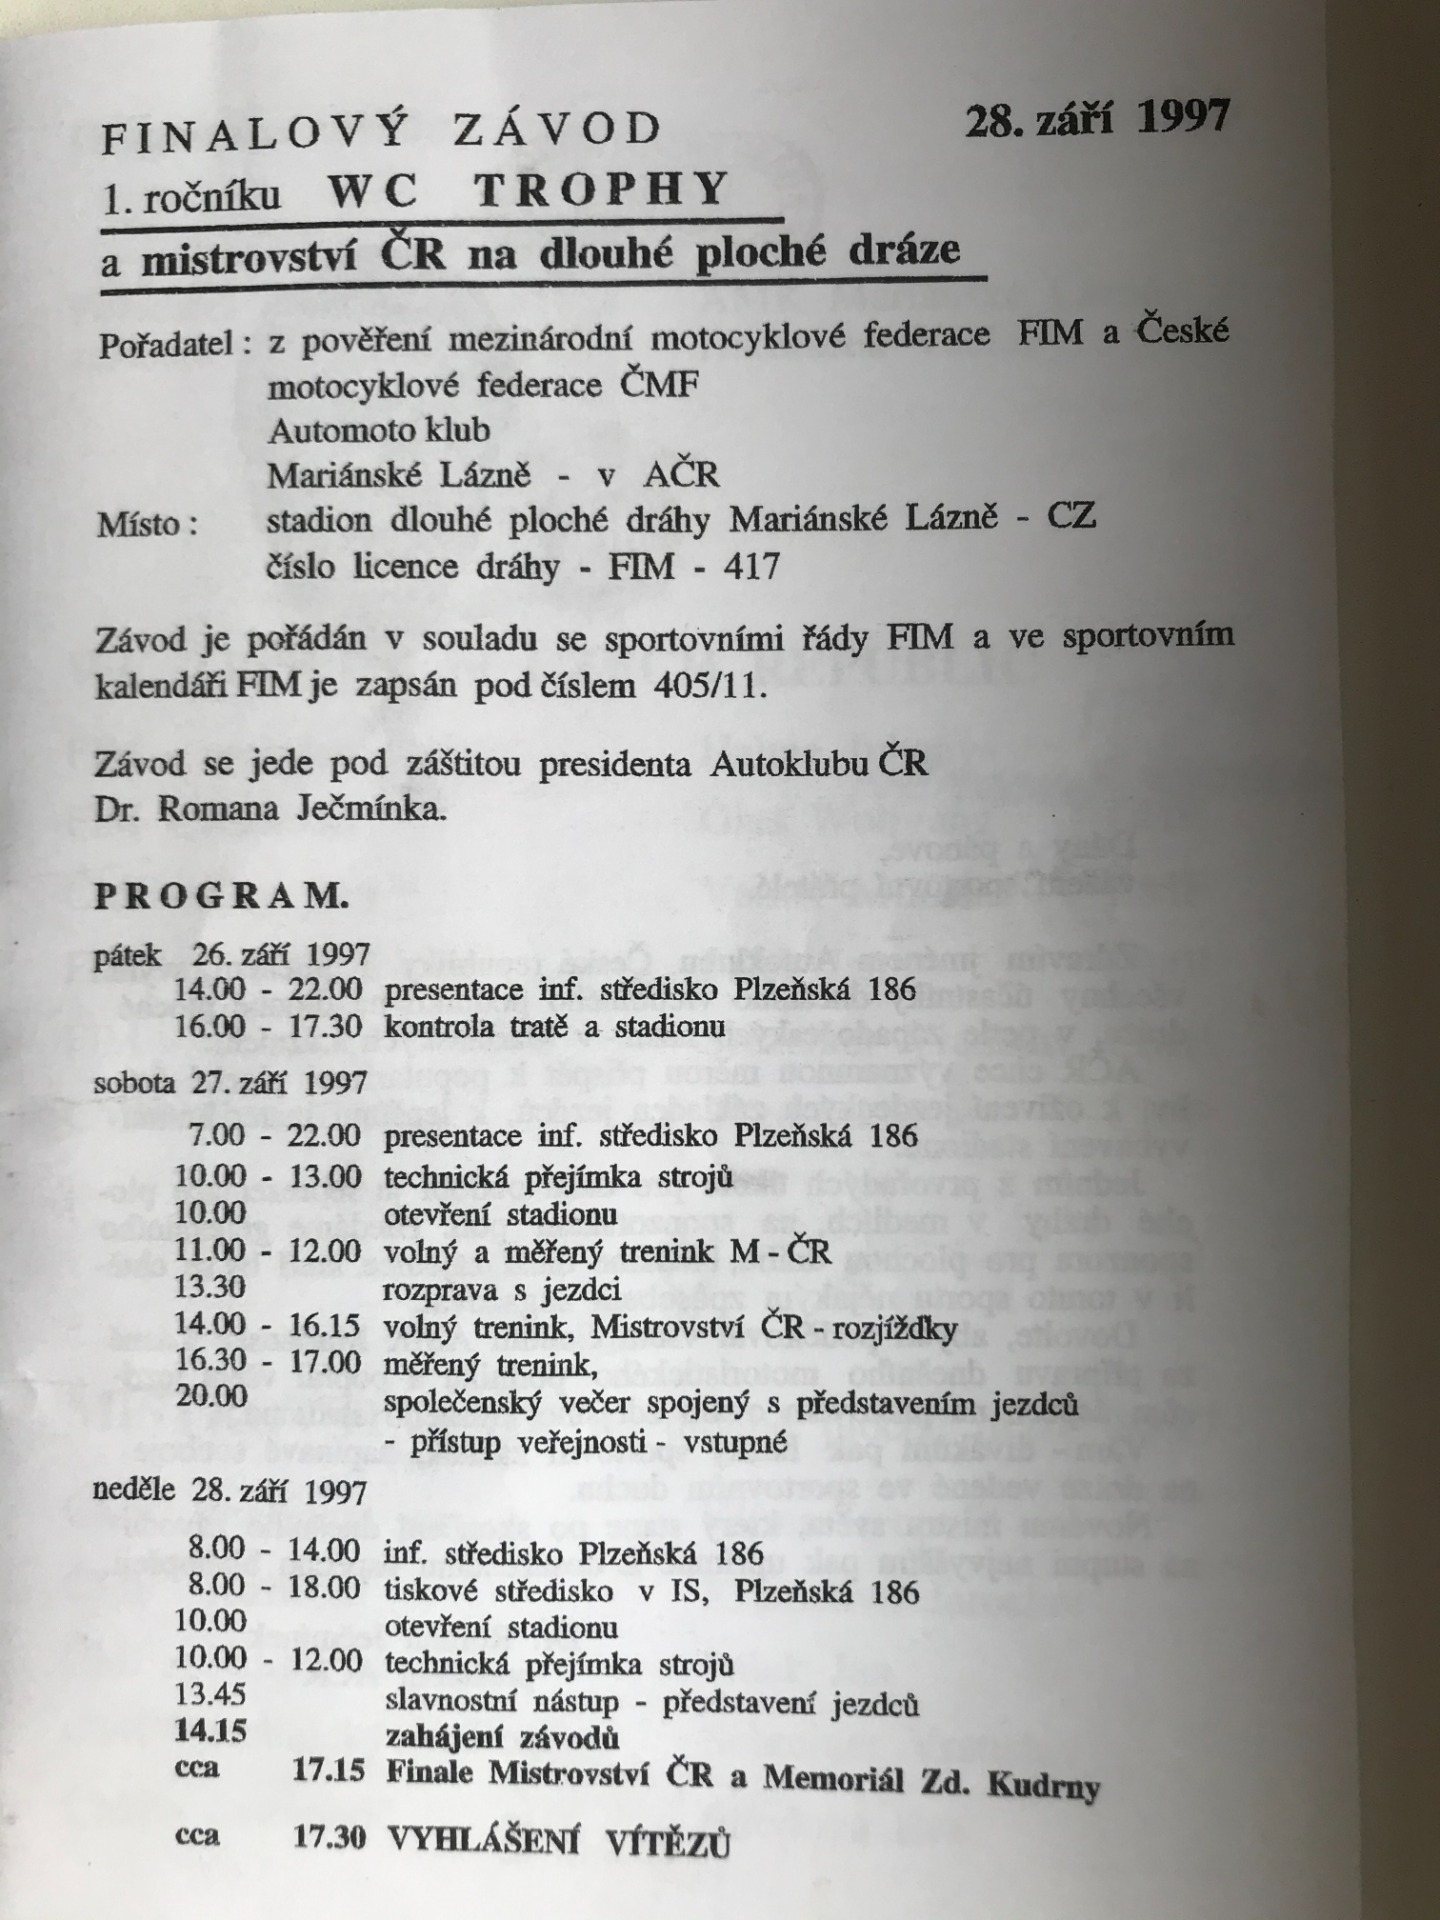 FINALOVÝ ZÁVOD 28. září 1997
1. ročníku WC TROPHY
a mistrovství ČR na dlouhé ploché dráze
Pořadatel : z pověření mezinárodní motocyklové federace FIM a České
motocyklové federace ČMF
Automoto klub
Mariánské Lázně - v AČR
Místo : stadion dlouhé ploché dráhy Mariánské Lázně - CZ
číslo licence dráhy - FIM - 417
Závod je pořádán v souladu se sportovními řády FIM a ve sportovním
kalendáři FIM je zapsán pod číslem 405/11.
Závod se jede pod záštitou presidenta Autoklubu ČR
Dr. Romana Ječmínka.
PROGRAM.
pátek 26. září 1997
14.00 - 22.00 presentace inf. středisko Plzeňská 186
16.00 - 17.30 kontrola tratě a stadionu
sobota 27. září 1997
7.00 - 22.00 presentace inf. středisko Plzeňská 186
10.00 - 13.00 technická přejímka strojů
10.00 otevření stadionu
11.00 - 12.00 volný a měřený trenink M - ČR
13.30 rozprava s jezdci
14.00 - 16.15 volný trenink, Mistrovství ČR - rozjížďky
16.30 - 17.00 měřený trenink,
20.00 společenský večer spojený s představením jezdců
- přístup veřejnosti - vstupné
neděle 28. září 1997
8.00 - 14.00 inf. středisko Plzeňská 186
8.00 - 18.00 tiskové středisko v IS, Plzeňská 186
10.00 otevření stadionu
10.00 - 12.00 technická přejímka strojů
13.45 slavnostní nástup - představení jezdců
14.15 zahájení závodů
cca 17.15 Finale Mistrovství ČR a Memoriál Zd. Kudrny
cca 17.30 VYHLÁŠENÍ VÍTĚZŮ